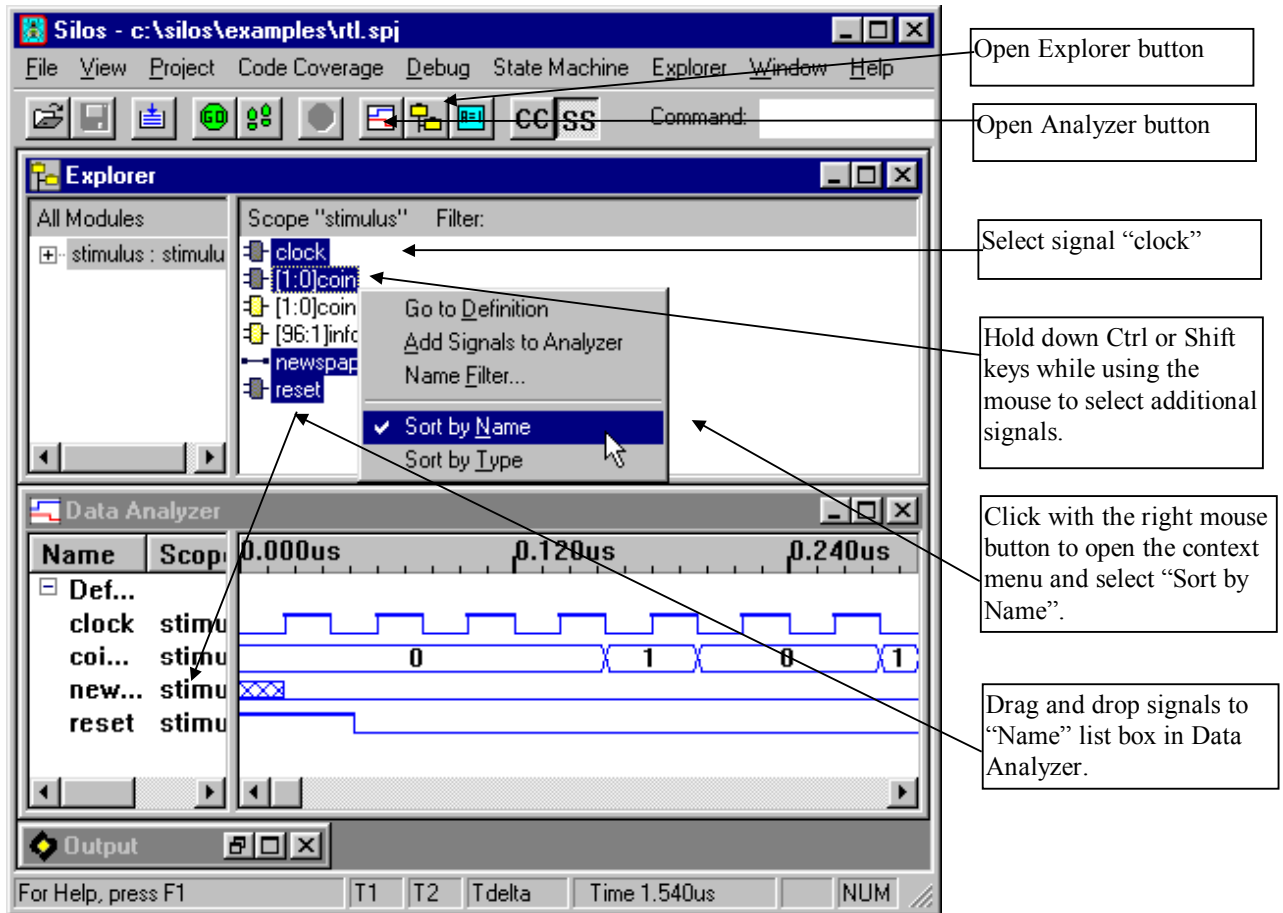 Silos - c:\silos\examples\rtl.spj
File View Project Code Coverage Debug State Machine Explorer Window Help
GO A=1 CC SS Command:
Open Explorer button
Open Analyzer button
Explorer
All Modules
Scope "stimulus" Filter:
stimulus : stimulu
clock
[1:0]coin
[1:0]coin
[96:1]info
newspap
reset
Go to Definition
Add Signals to Analyzer
Name Filter...
Sort by Name
Sort by Type
Select signal “clock”
Hold down Ctrl or Shift
keys while using the
mouse to select additional
signals.
Click with the right mouse
button to open the context
menu and select “Sort by
Name”.
Drag and drop signals to
“Name” list box in Data
Analyzer.
Data Analyzer
Name Scop
0.000us 0.120us 0.240us
Def...
clock stimu
coi... stimu 0 1 0 1
new... stimu
reset stimu
Output
For Help, press F1 T1 T2 Tdelta Time 1.540us NUM